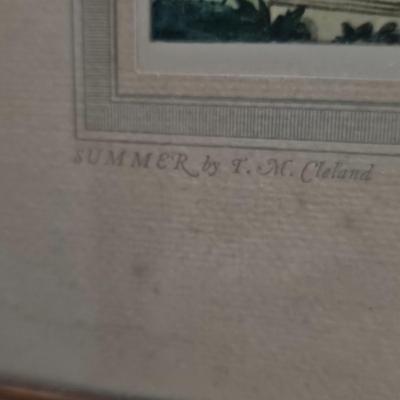 SUMMER by T. M. Cleland